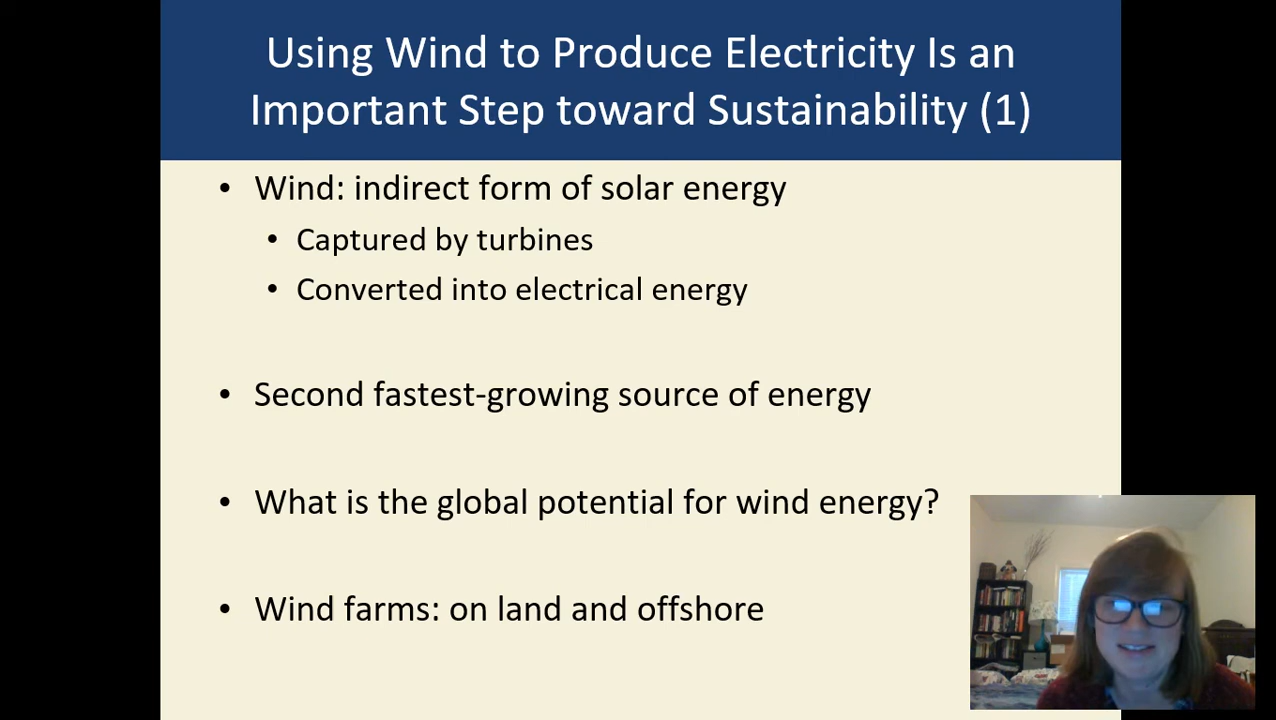 Using Wind to Produce Electricity Is an
Important Step toward Sustainability (1)
• Wind: indirect form of solar energy
• Captured by turbines
• Converted into electrical energy
• Second fastest-growing source of energy
• What is the global potential for wind energy?
• Wind farms: on land and offshore